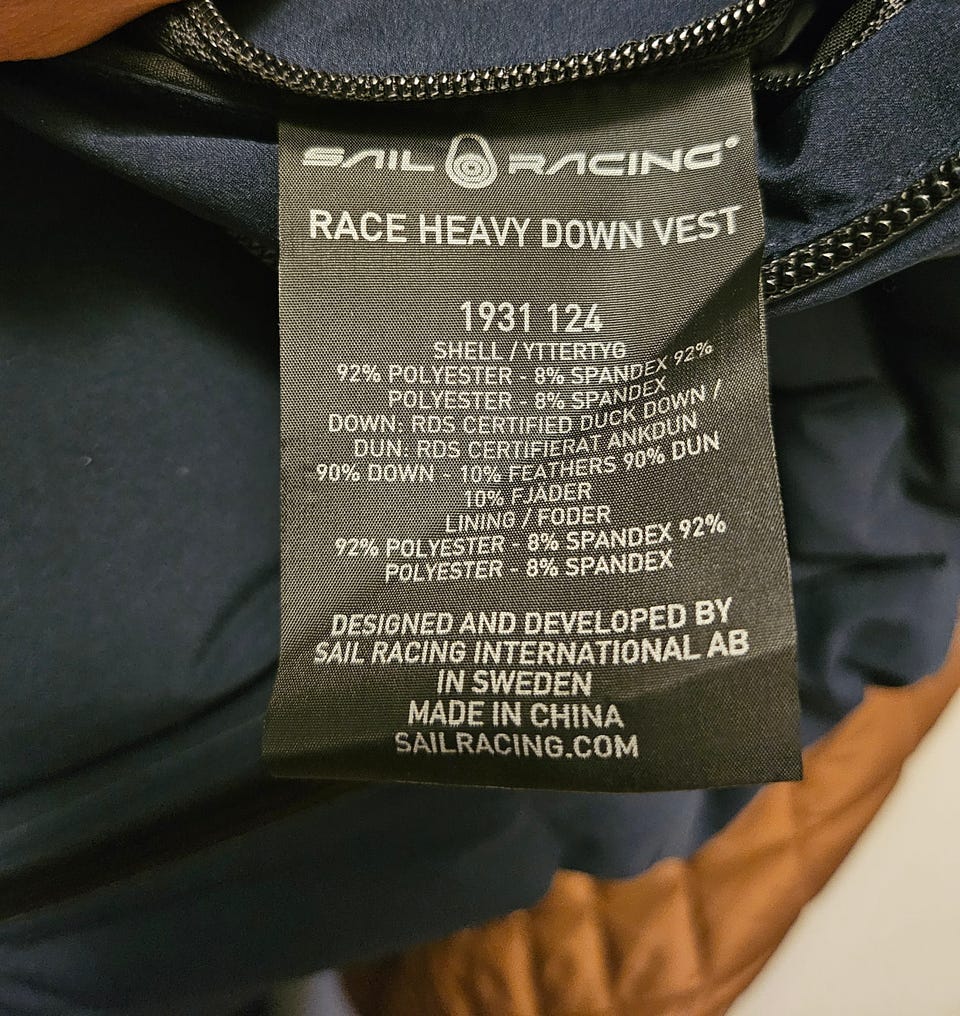 SAIL RACING®
RACE HEAVY DOWN VEST
1931 124
SHELL / YTTERTYG
92% POLYESTER - 8% SPANDEX 92%
POLYESTER - 8% SPANDEX
DOWN: RDS CERTIFIED DUCK DOWN /
DUN: RDS CERTIFIERAT ANKDUN
90% DOWN - 10% FEATHERS 90% DUN
10% FJÄDER
LINING / FODER
92% POLYESTER - 8% SPANDEX 92%
POLYESTER - 8% SPANDEX
DESIGNED AND DEVELOPED BY
SAIL RACING INTERNATIONAL AB
IN SWEDEN
MADE IN CHINA
SAILRACING.COM